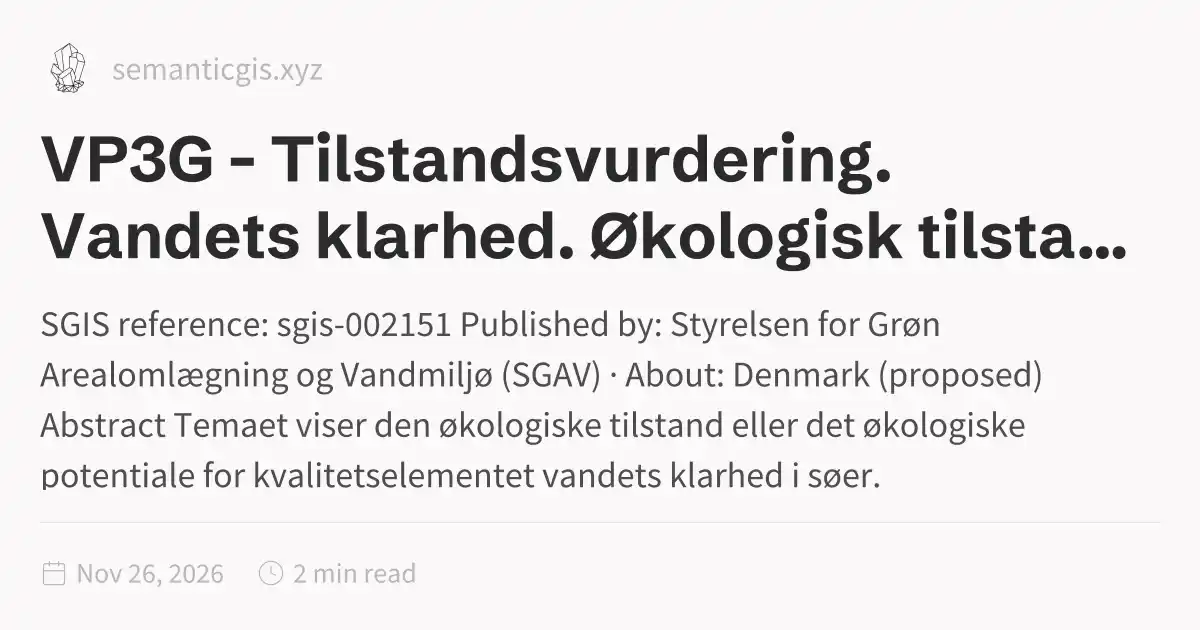 semanticgis.xyz
VP3G - Tilstandsvurdering.
Vandets klarhed. Økologisk tilsta...
SGIS reference: sgis-002151 Published by: Styrelsen for Grøn
Arealomlægning og Vandmiljø (SGAV) · About: Denmark (proposed)
Abstract Temaet viser den økologiske tilstand eller det økologiske
potentiale for kvalitetselementet vandets klarhed i søer.
Nov 26, 2026 2 min read